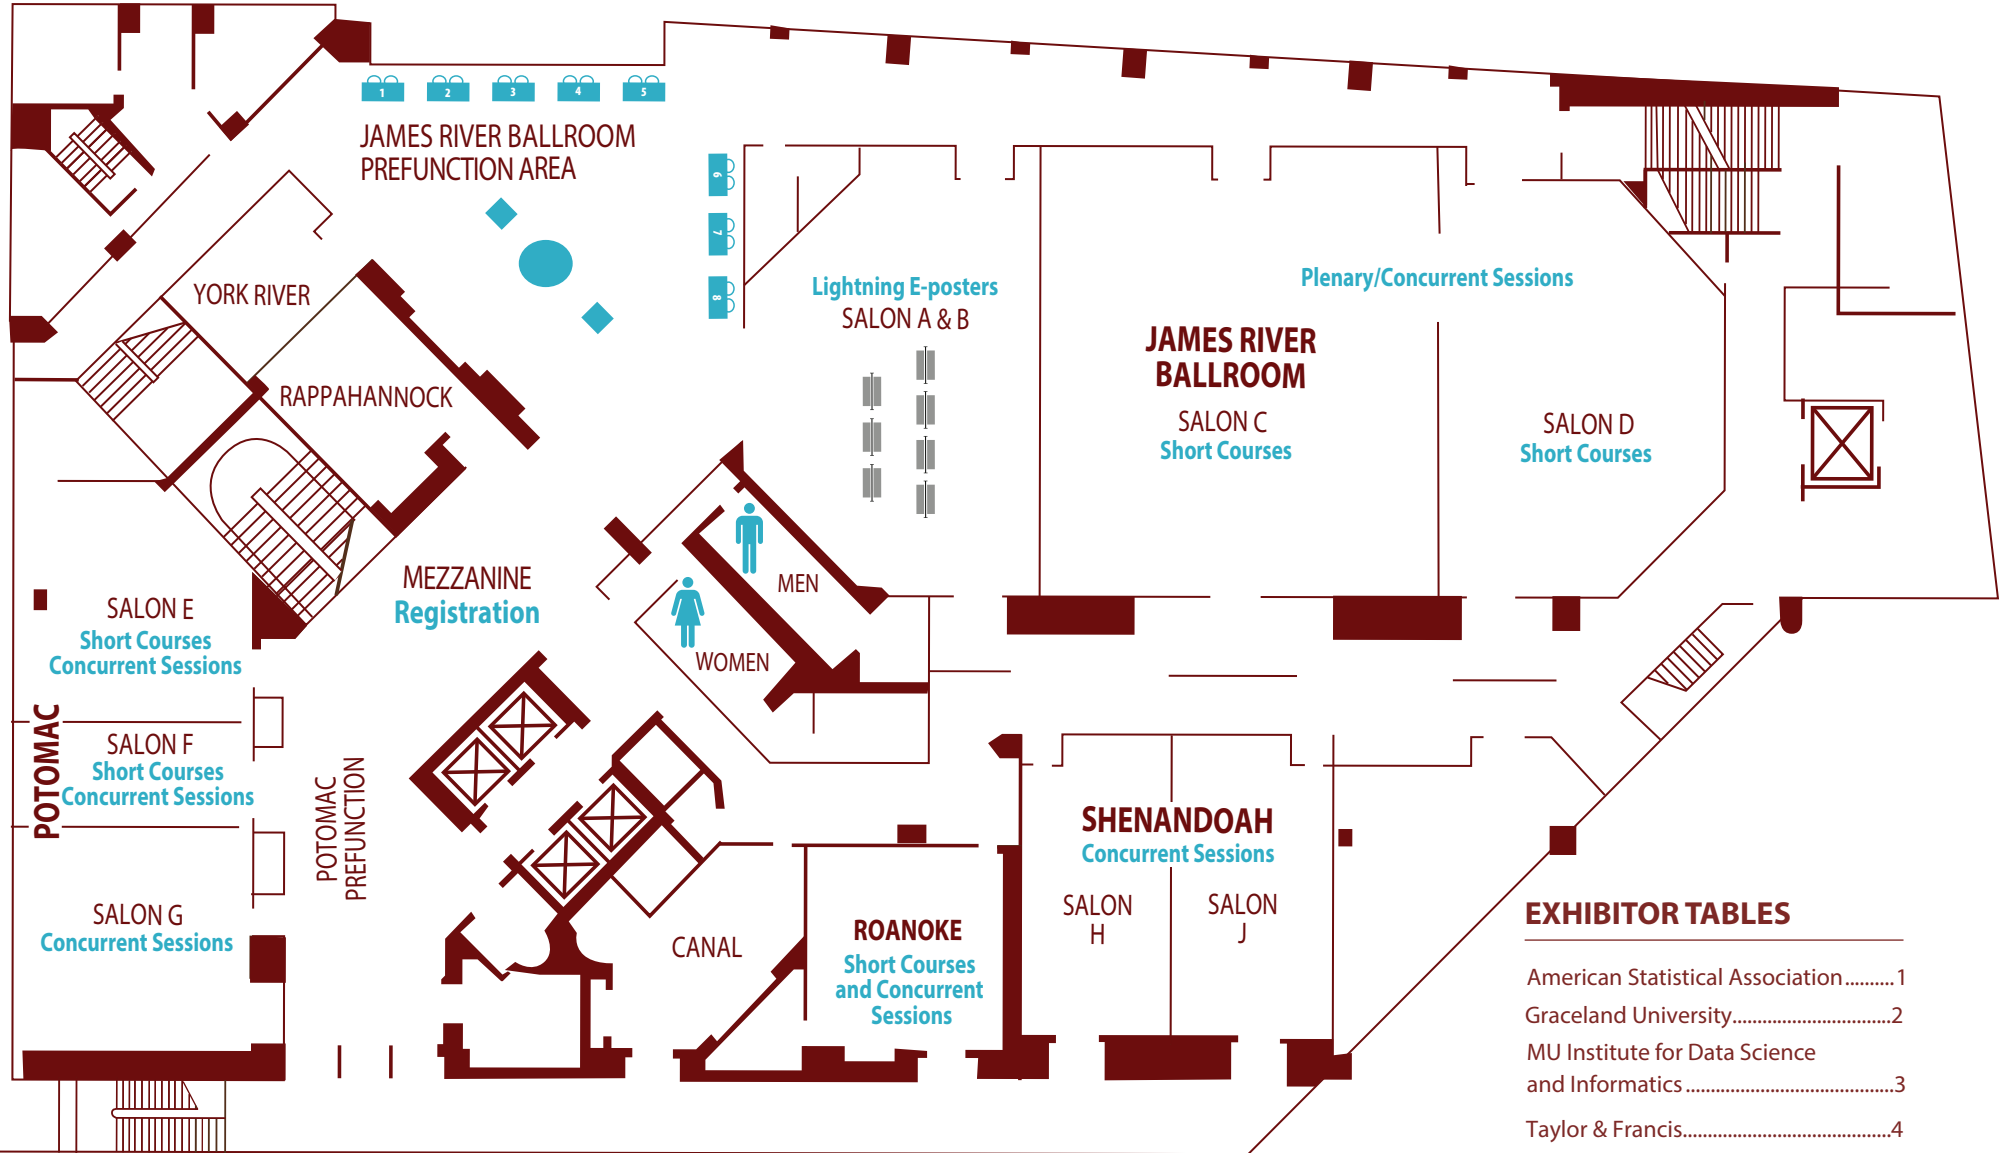 1
2
3
4
5
JAMES RIVER BALLROOM
PREFUNCTION AREA
6
7
8
YORK RIVER
RAPPAHANNOCK
Lightning E-posters
SALON A & B
Plenary/Concurrent Sessions
JAMES RIVER
BALLROOM
SALON C
Short Courses
SALON D
Short Courses
MEZZANINE
Registration
MEN
WOMEN
POTOMAC
SALON E
Short Courses
Concurrent Sessions
SALON F
Short Courses
Concurrent Sessions
SALON G
Concurrent Sessions
POTOMAC
PREFUNCTION
CANAL
ROANOKE
Short Courses
and Concurrent
Sessions
SHENANDOAH
Concurrent Sessions
SALON
H
SALON
J
EXHIBITOR TABLES
American Statistical Association..........1
Graceland University................................2
MU Institute for Data Science
and Informatics..........................................3
Taylor & Francis..........................................4